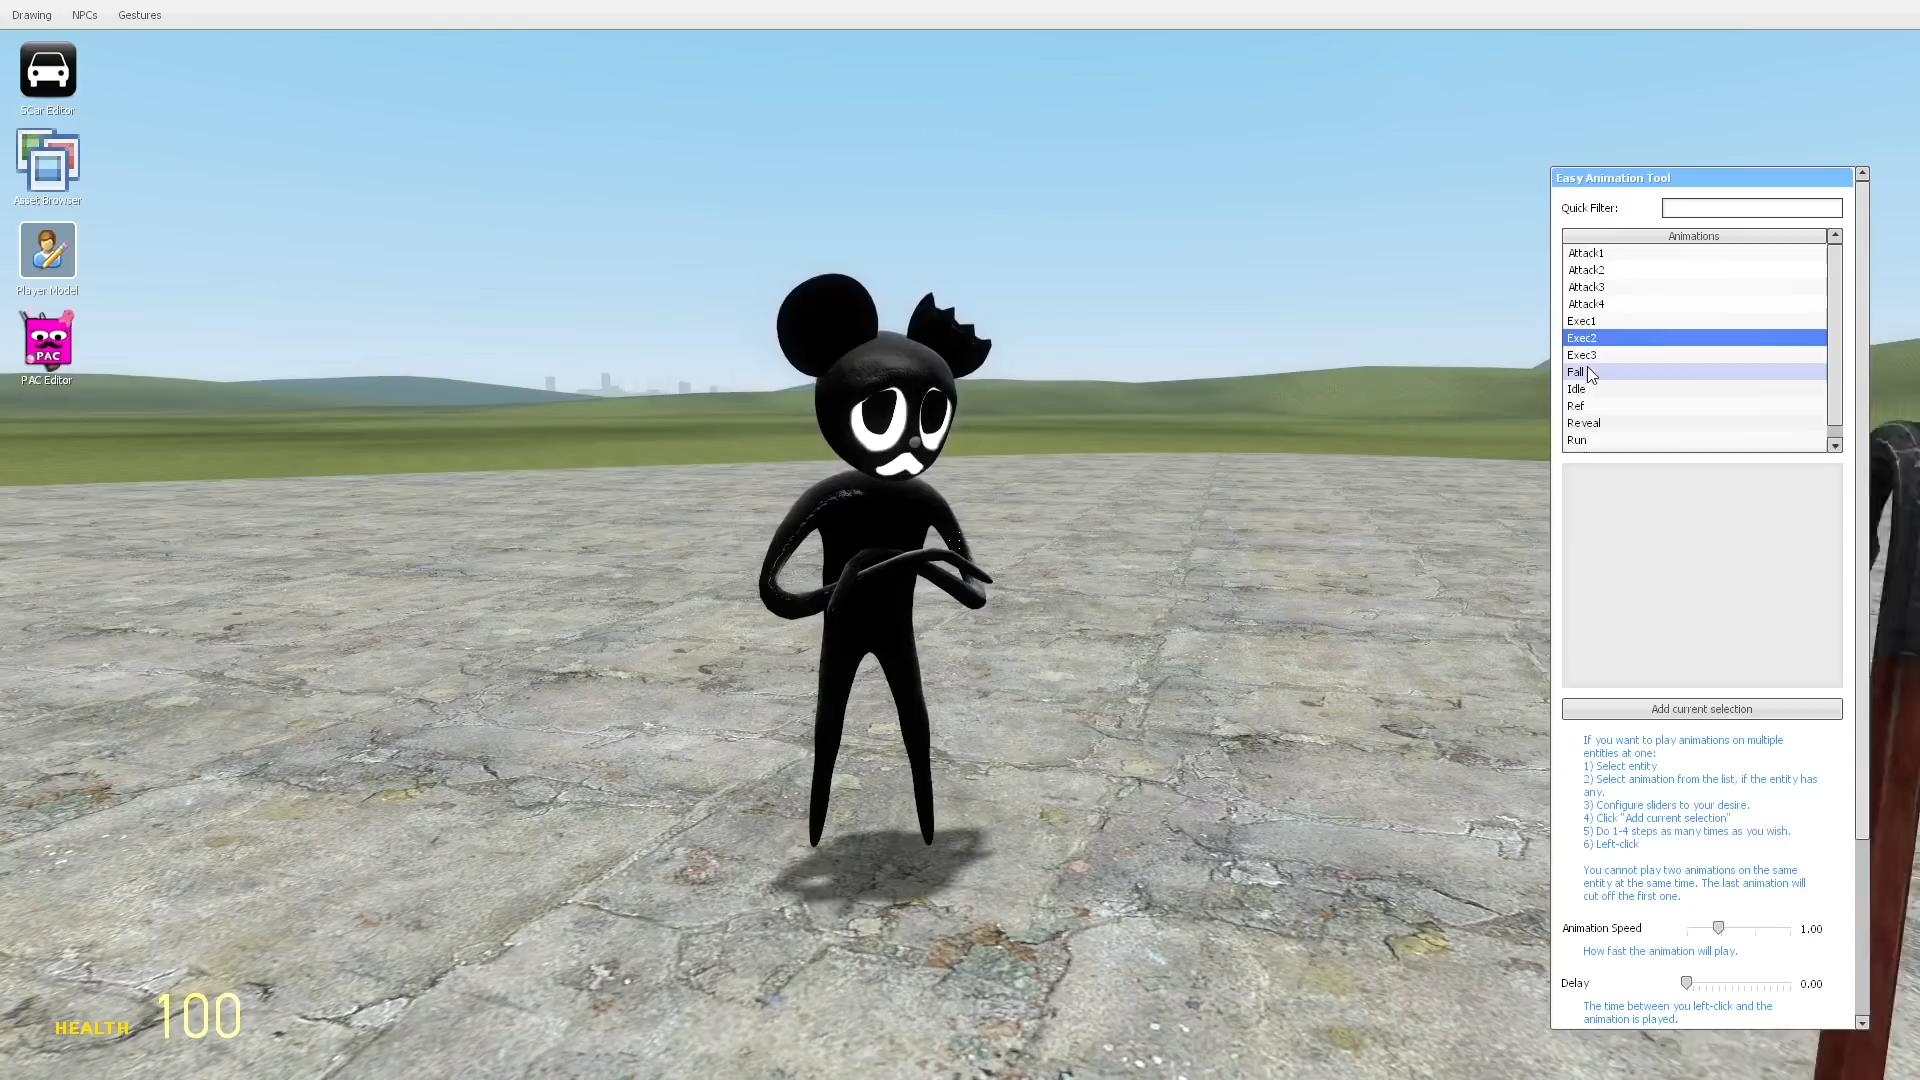 Drawing NPCs Gestures
SCar Editor
Asset Browser
Player Model
PAC
PAC Editor
Easy Animation Tool
Quick Filter:
Animations
Attack1
Attack2
Attack3
Attack4
Exec1
Exec2
Exec3
Fall
Idle
Ref
Reveal
Run
Add current selection
If you want to play animations on multiple
entities at one:
1) Select entity
2) Select animation from the list, if the entity has
any.
3) Configure sliders to your desire.
4) Click "Add current selection"
5) Do 1-4 steps as many times as you wish.
6) Left-click
You cannot play two animations on the same
entity at the same time. The last animation will
cut off the first one.
Animation Speed 1.00
How fast the animation will play.
Delay 0.00
The time between you left-click and the
animation is played.
HEALTH 100